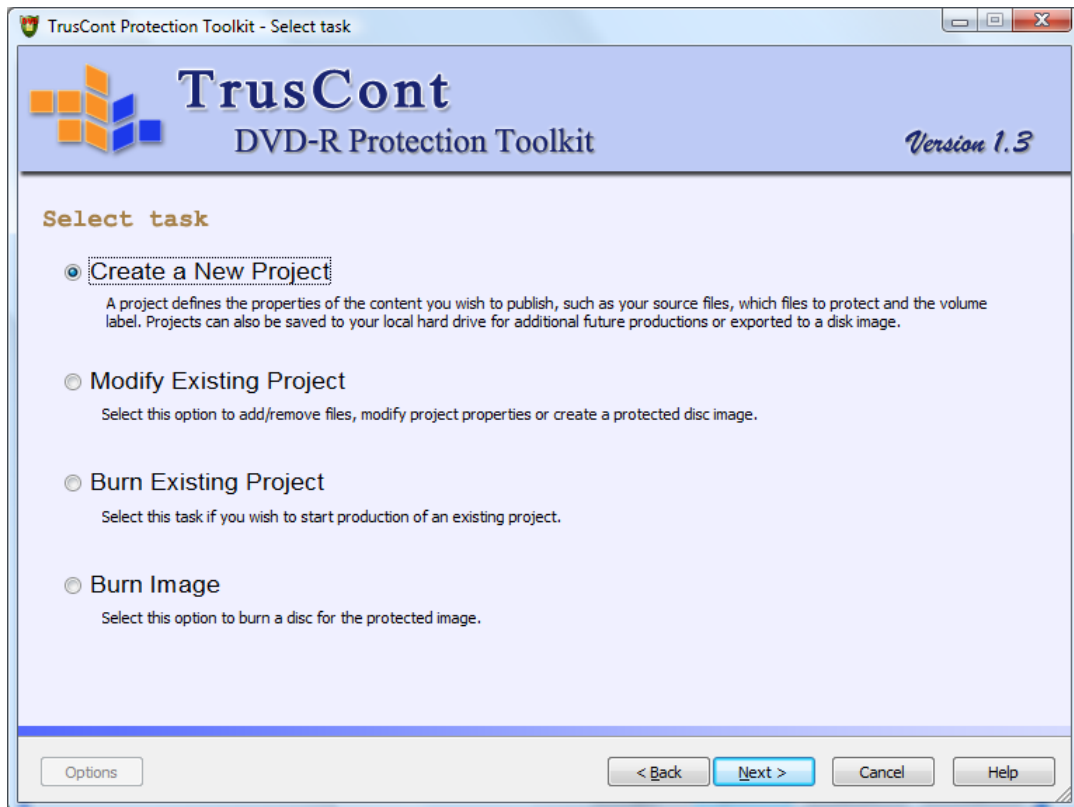 TrusCont Protection Toolkit - Select task
TrusCont
DVD-R Protection Toolkit
Version 1.3
Select task
Create a New Project
A project defines the properties of the content you wish to publish, such as your source files, which files to protect and the volume
label. Projects can also be saved to your local hard drive for additional future productions or exported to a disk image.
Modify Existing Project
Select this option to add/remove files, modify project properties or create a protected disc image.
Burn Existing Project
Select this task if you wish to start production of an existing project.
Burn Image
Select this option to burn a disc for the protected image.
Options
< Back
Next >
Cancel
Help